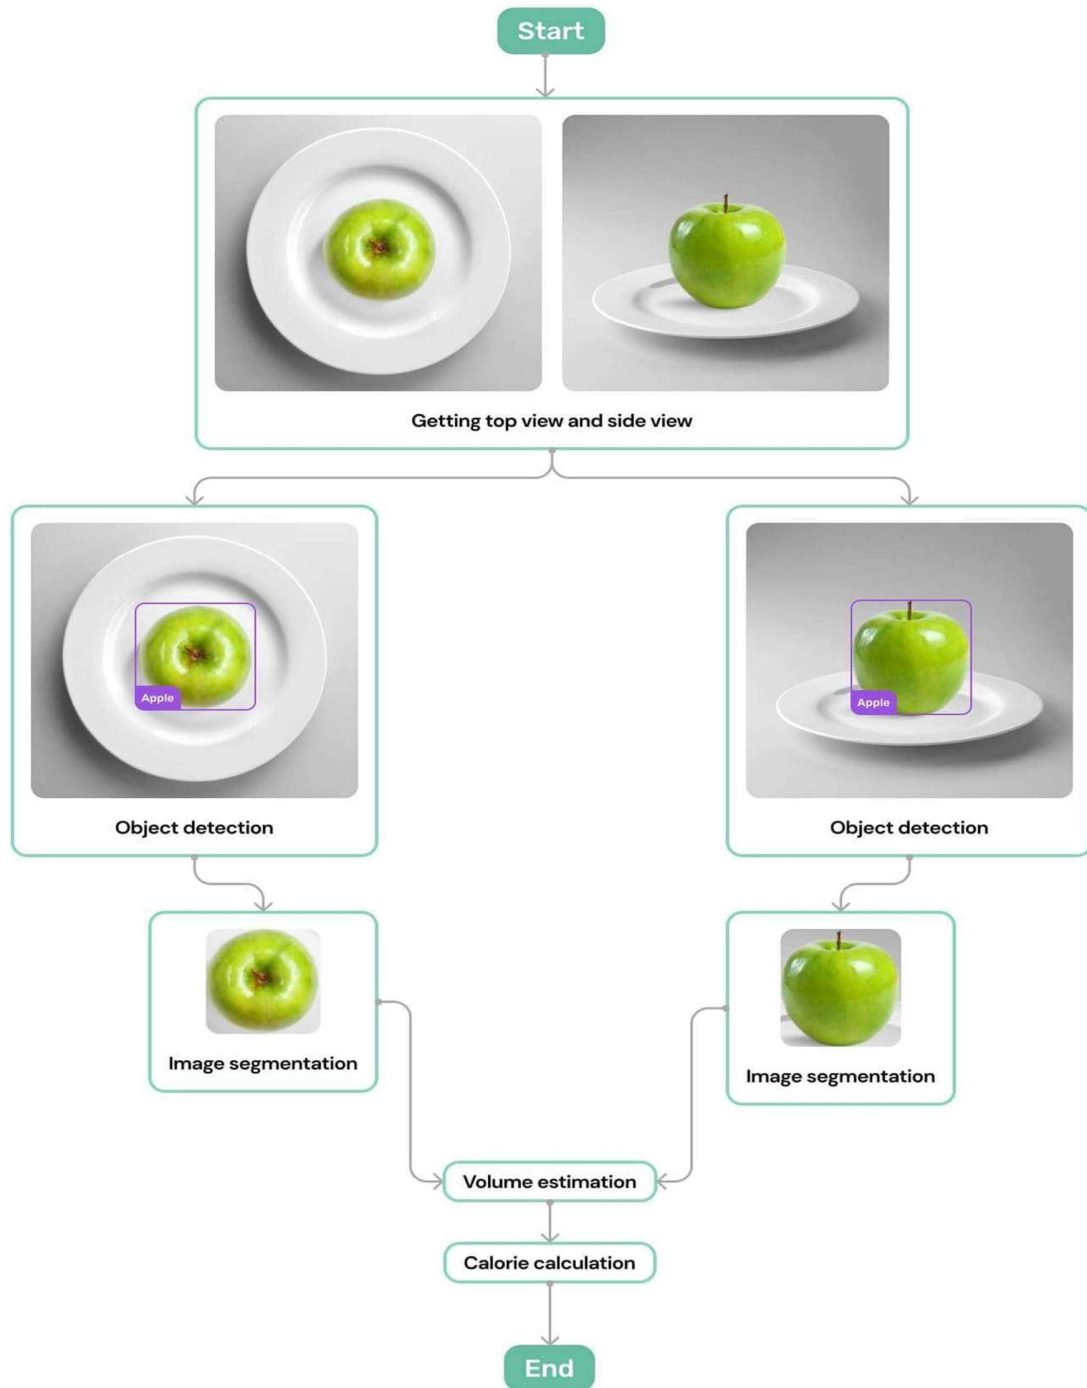 Start
Getting top view and side view
Apple
Apple
Object detection
Object detection
Image segmentation
Image segmentation
Volume estimation
Calorie calculation
End